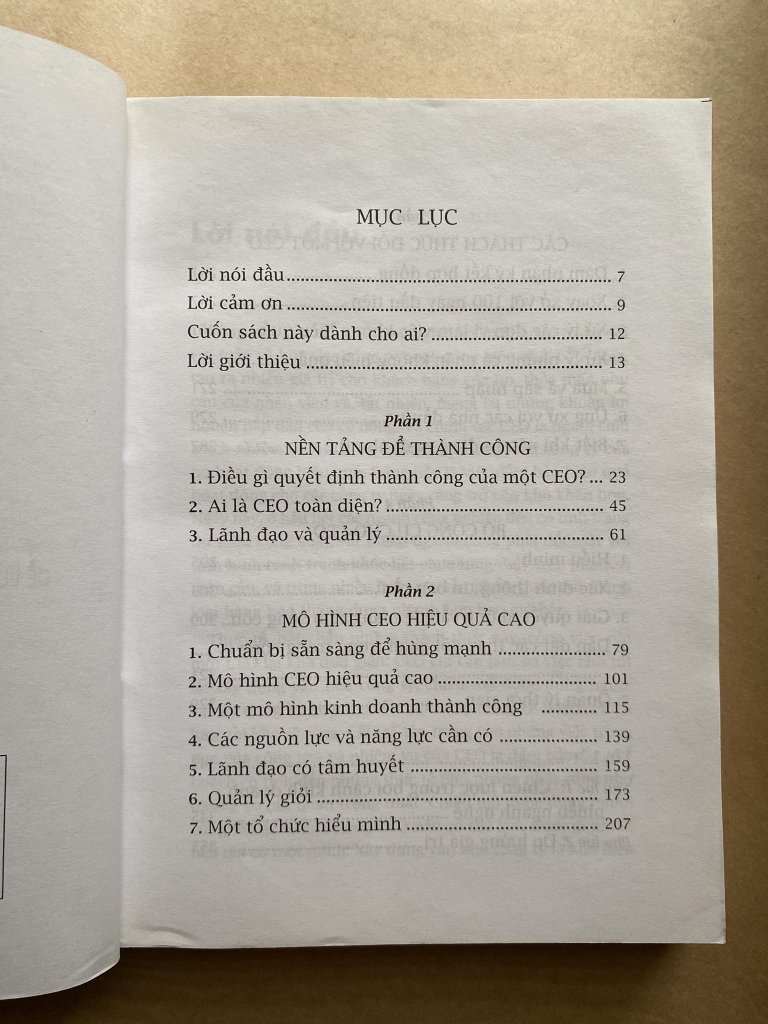 MỤC LỤC
Lời nói đầu........................................................................ 7
Lời cảm ơn ........................................................................ 9
Cuốn sách này dành cho ai? .......................................... 12
Lời giới thiệu .................................................................... 13
Phần 1
NỀN TẢNG ĐỂ THÀNH CÔNG
1. Điều gì quyết định thành công của một CEO? ... 23
2. Ai là CEO toàn diện? .................................................. 45
3. Lãnh đạo và quản lý .................................................. 61
Phần 2
MÔ HÌNH CEO HIỆU QUẢ CAO
1. Chuẩn bị sẵn sàng để hùng mạnh ......................... 79
2. Mô hình CEO hiệu quả cao ..................................... 101
3. Một mô hình kinh doanh thành công ............ 115
4. Các nguồn lực và năng lực cần có ..................... 139
5. Lãnh đạo có tâm huyết ......................................... 159
6. Quản lý giỏi .............................................................. 173
7. Một tổ chức hiểu mình .......................................... 207